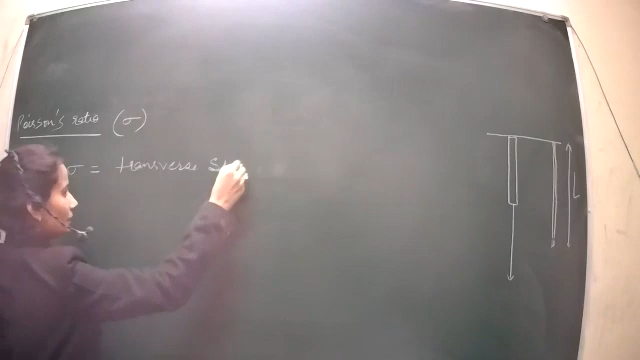 Poisson's ratio (σ)
σ = transverse
L